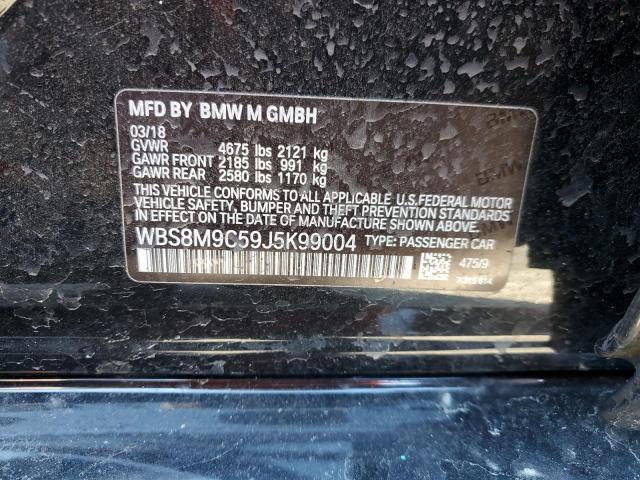 MFD BY BMW M GMBH
03/18
GVWR 4675 lbs 2121 kg
GAWR FRONT 2185 lbs 991 kg
GAWR REAR 2580 lbs 1170 kg
THIS VEHICLE CONFORMS TO ALL APPLICABLE U.S.FEDERAL MOTOR
VEHICLE SAFETY, BUMPER, AND THEFT PREVENTION STANDARDS
IN EFFECT ON THE DATE OF MANUFACTURE SHOWN ABOVE.
WBS8M9C59J5K99004 TYPE: PASSENGER CAR
475/9